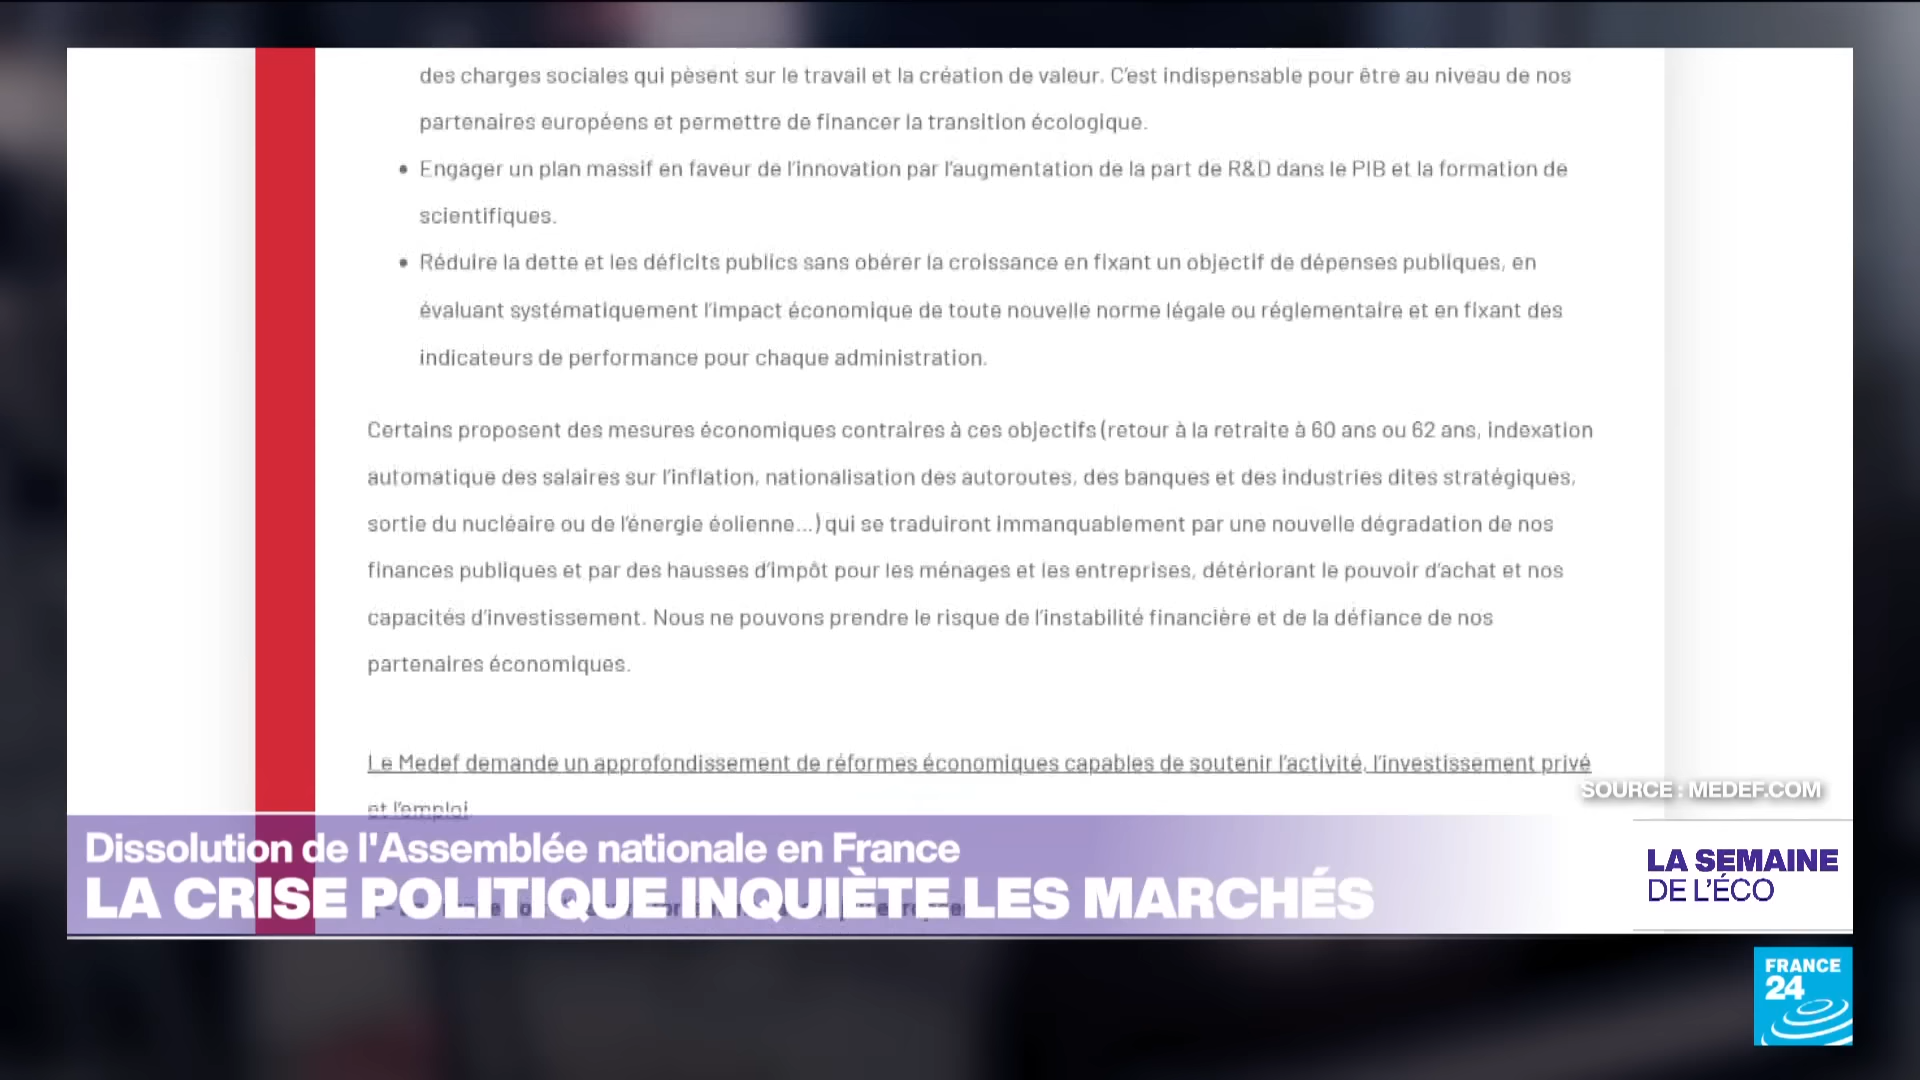 des charges sociales qui pèsent sur le travail et la création de valeur. C'est indispensable pour être au niveau de nos
partenaires européens et permettre de financer la transition écologique.
• Engager un plan massif en faveur de l'innovation par l'augmentation de la part de R&D dans le PIB et la formation de
scientifiques.
• Réduire la dette et les déficits publics sans obérer la croissance en fixant un objectif de dépenses publiques, en
évaluant systématiquement l'impact économique de toute nouvelle norme légale ou réglementaire et en fixant des
indicateurs de performance pour chaque administration.
Certains proposent des mesures économiques contraires à ces objectifs (retour à la retraite à 60 ans ou 62 ans, indexation
automatique des salaires sur l'inflation, nationalisation des autoroutes, des banques et des industries dites stratégiques,
sortie du nucléaire ou de l'énergie éolienne...) qui se traduiront immanquablement par une nouvelle dégradation de nos
finances publiques et par des hausses d'impôt pour les ménages et les entreprises, détériorant le pouvoir d'achat et nos
capacités d'investissement. Nous ne pouvons prendre le risque de l'instabilité financière et de la défiance de nos
partenaires économiques.
Le Medef demande un approfondissement de réformes économiques capables de soutenir l'activité, l'investissement privé
et l'emploi.
SOURCE : MEDEF.COM
Dissolution de l'Assemblée nationale en France
LA CRISE POLITIQUE INQUIÈTE LES MARCHÉS
LA SEMAINE
DE L'ÉCO
FRANCE
24